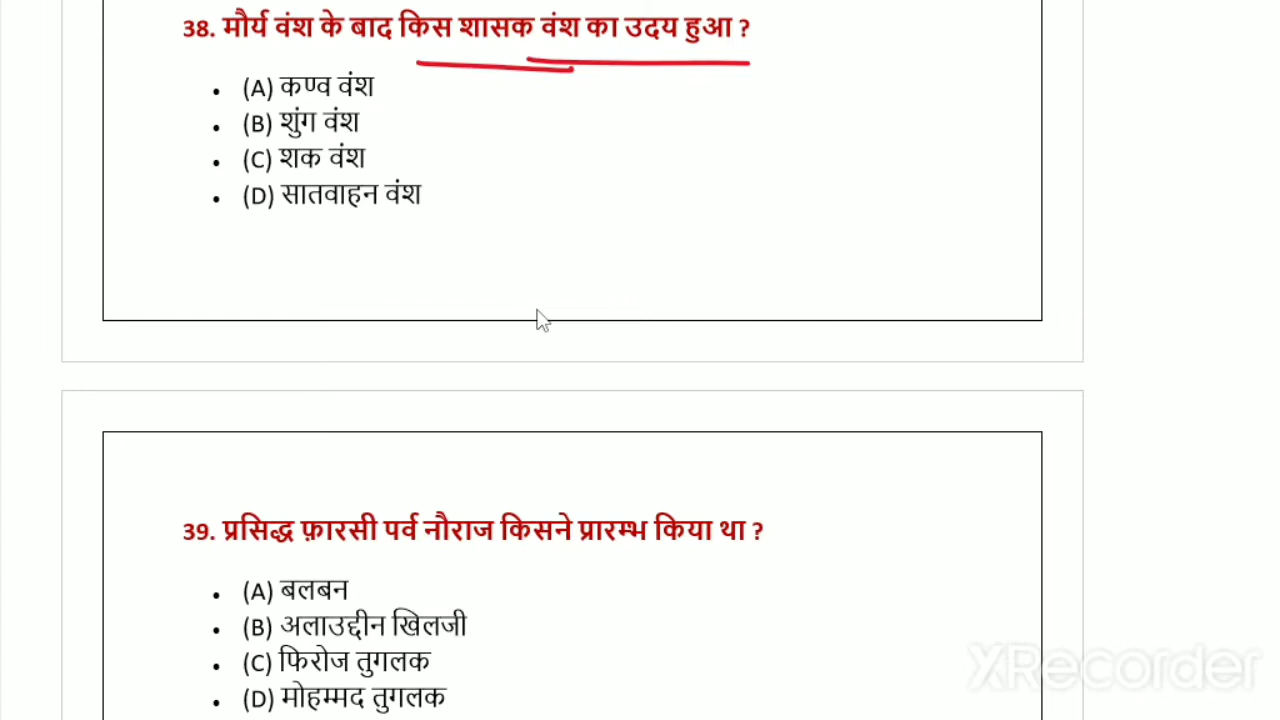 38. मौर्य वंश के बाद किस शासक वंश का उदय हुआ ?
• (A) कण्व वंश
• (B) शुंग वंश
• (C) शक वंश
• (D) सातवाहन वंश
39. प्रसिद्ध फ़ारसी पर्व नौराज किसने प्रारम्भ किया था ?
• (A) बलबन
• (B) अलाउद्दीन खिलजी
• (C) फिरोज तुगलक
• (D) मोहम्मद तुगलक
XRecorder